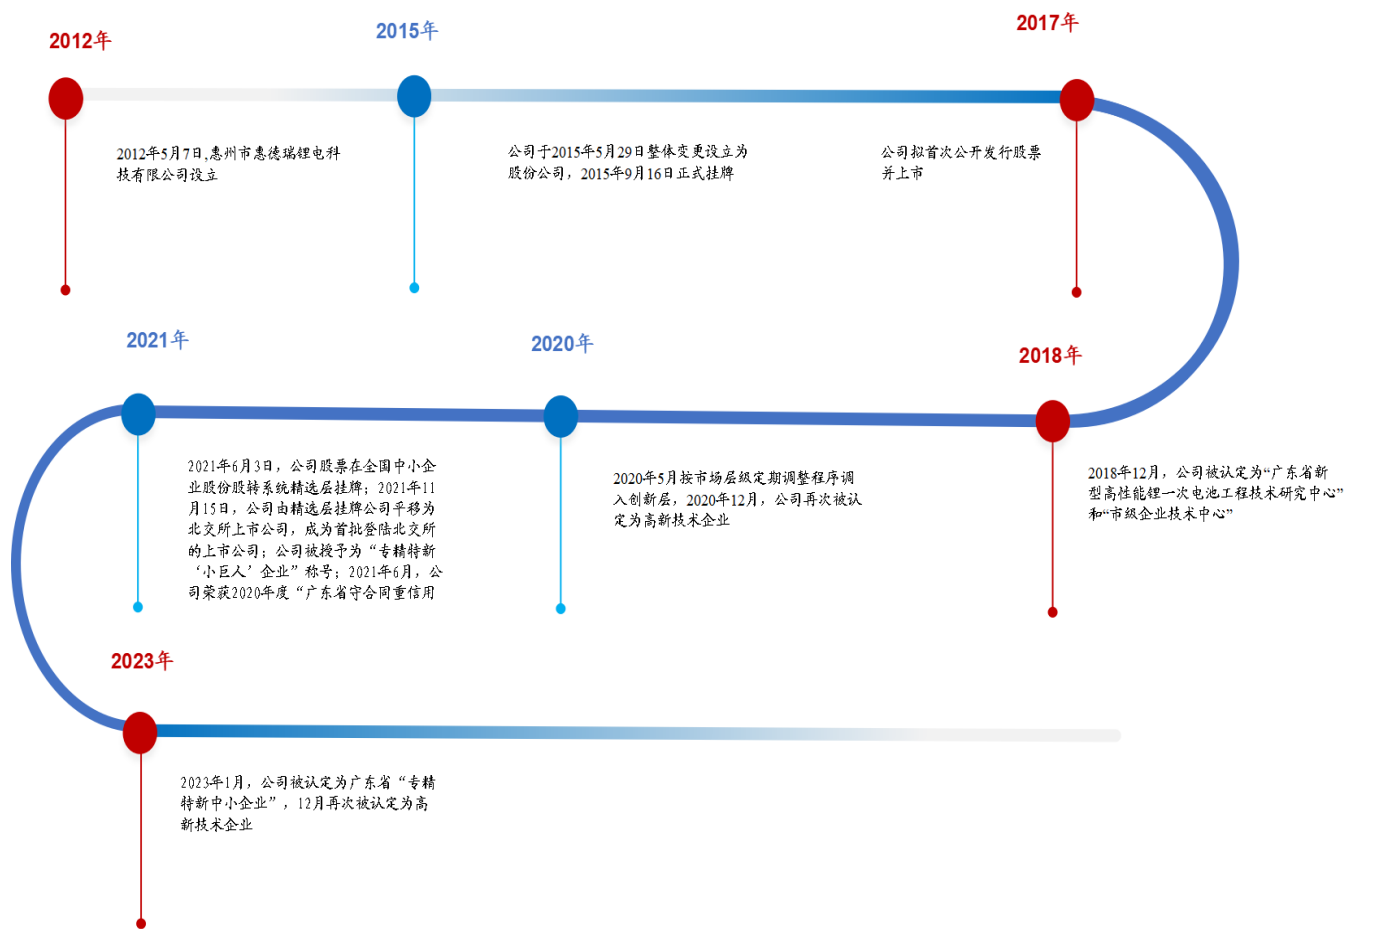 2012年
2015年
2017年
2012年5月7日,惠州市惠德瑞锂电科
技有限公司设立
公司于2015年5月29日整体变更设立为
股份公司，2015年9月16日正式挂牌
公司拟首次公开发行股票
并上市
2021年
2020年
2018年
2021年6月3日，公司股票在全国中小企
业股份股转系统精选层挂牌；2021年11
月15日，公司由精选层挂牌公司平移为
北交所上市公司，成为首批登陆北交所
的上市公司；公司被授予为“专精特新
‘小巨人’企业”称号；2021年6月，公
司荣获2020年度“广东省守合同重信用
2020年5月按市场层级定期调整程序调
入创新层，2020年12月，公司再次被认
定为高新技术企业
2018年12月，公司被认定为“广东省新
型高性能锂一次电池工程技术研究中心”
和“市级企业技术中心”
2023年
2023年1月，公司被认定为广东省“专精
特新中小企业”，12月再次被认定为高
新技术企业